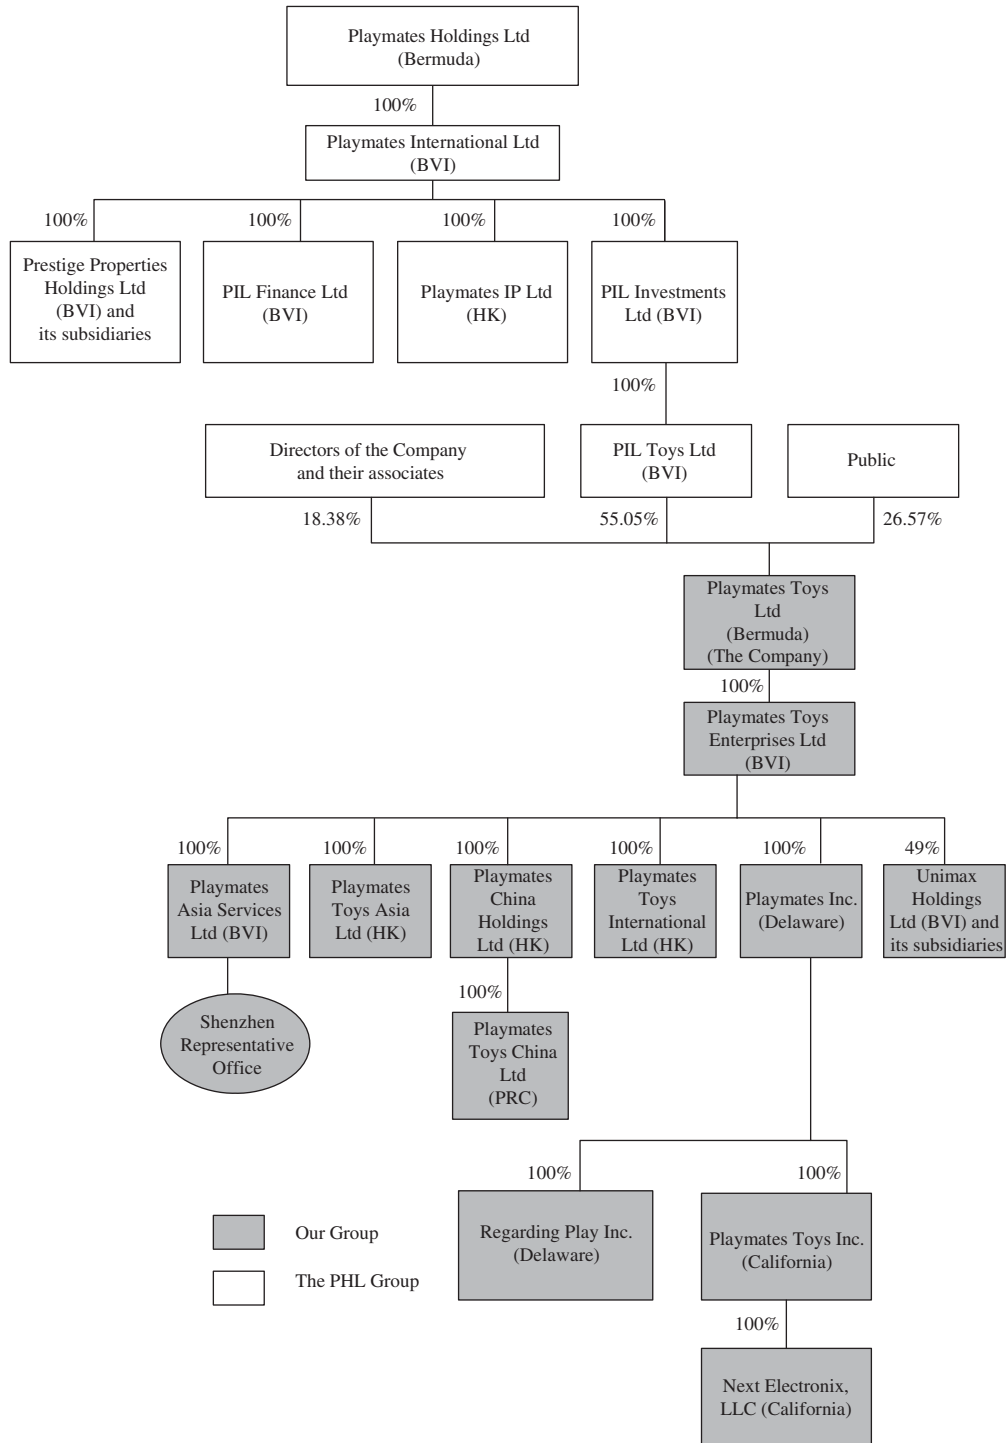 Playmates Holdings Ltd
(Bermuda)
100%
Playmates International Ltd
(BVI)
100%
100%
100%
100%
Prestige Properties
Holdings Ltd
(BVI) and
its subsidiaries
PIL Finance Ltd
(BVI)
Playmates IP Ltd
(HK)
PIL Investments
Ltd (BVI)
100%
Directors of the Company
and their associates
PIL Toys Ltd
(BVI)
Public
18.38%
55.05%
26.57%
Playmates Toys
Ltd
(Bermuda)
(The Company)
100%
Playmates Toys
Enterprises Ltd
(BVI)
100%
100%
100%
100%
100%
49%
Playmates
Asia Services
Ltd (BVI)
Playmates
Toys Asia
Ltd (HK)
Playmates
China
Holdings
Ltd (HK)
Playmates
Toys
International
Ltd (HK)
Playmates Inc.
(Delaware)
Unimax
Holdings
Ltd (BVI) and
its subsidiaries
Shenzhen
Representative
Office
100%
Playmates
Toys China
Ltd
(PRC)
100%
100%
Regarding Play Inc.
(Delaware)
Playmates Toys Inc.
(California)
Our Group
The PHL Group
100%
Next Electronix,
LLC (California)